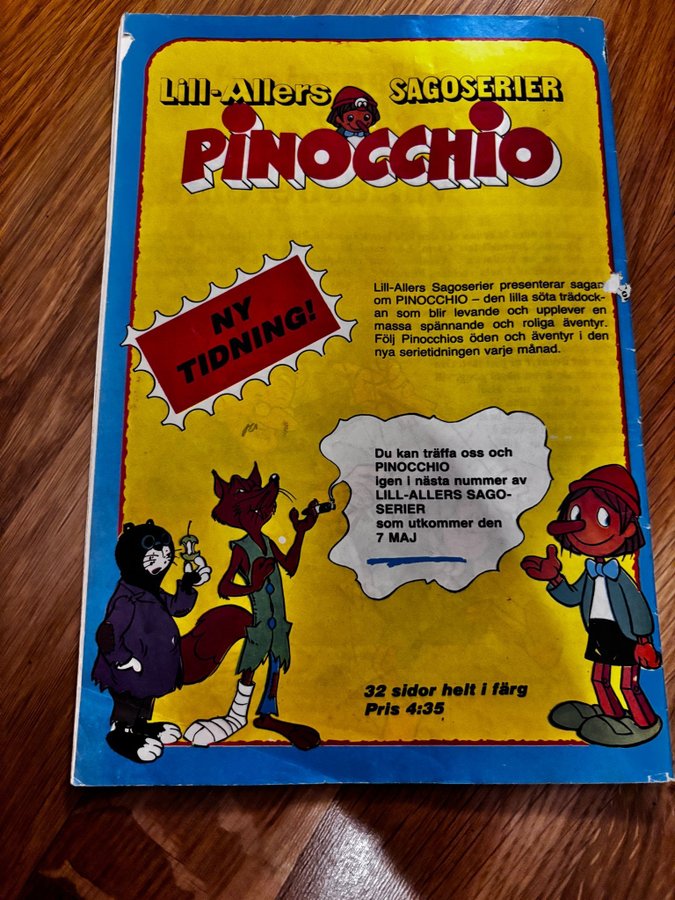 Lill-Allers SAGOSERIER
PINOCCHIO
NY
TIDNING!
Lill-Allers Sagoserier presenterar sagan
om PINOCCHIO – den lilla söta trädock-
an som blir levande och upplever en
massa spännande och roliga äventyr.
Följ Pinocchios öden och äventyr i den
nya serietidningen varje månad.
Du kan träffa oss och
PINOCCHIO
igen i nästa nummer av
LILL-ALLERS SAGO-
SERIER
som utkommer den
7 MAJ
32 sidor helt i färg
Pris 4:35